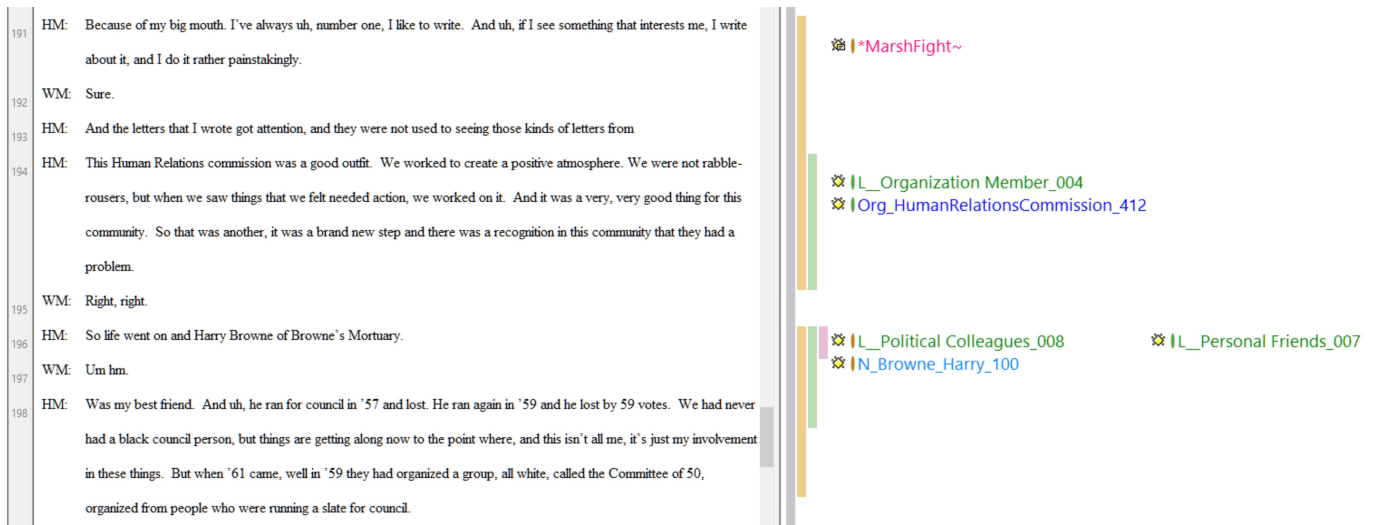 191 HM: Because of my big mouth. I’ve always uh, number one, I like to write. And uh, if I see something that interests me, I write
about it, and I do it rather painstakingly.
192 WM: Sure.
193 HM: And the letters that I wrote got attention, and they were not used to seeing those kinds of letters from
194 HM: This Human Relations commission was a good outfit. We worked to create a positive atmosphere. We were not rabble-
rousers, but when we saw things that we felt needed action, we worked on it. And it was a very, very good thing for this
community. So that was another, it was a brand new step and there was a recognition in this community that they had a
problem.
195 WM: Right, right.
196 HM: So life went on and Harry Browne of Browne’s Mortuary.
197 WM: Um hm.
198 HM: Was my best friend. And uh, he ran for council in ’57 and lost. He ran again in ’59 and he lost by 59 votes. We had never
had a black council person, but things are getting along now to the point where, and this isn’t all me, it’s just my involvement
in these things. But when ’61 came, well in ’59 they had organized a group, all white, called the Committee of 50,
organized from people who were running a slate for council.
*MarshFight~
L__Organization Member_004
Org_HumanRelationsCommission_412
L__Political Colleagues_008 L__Personal Friends_007
N_Browne_Harry_100